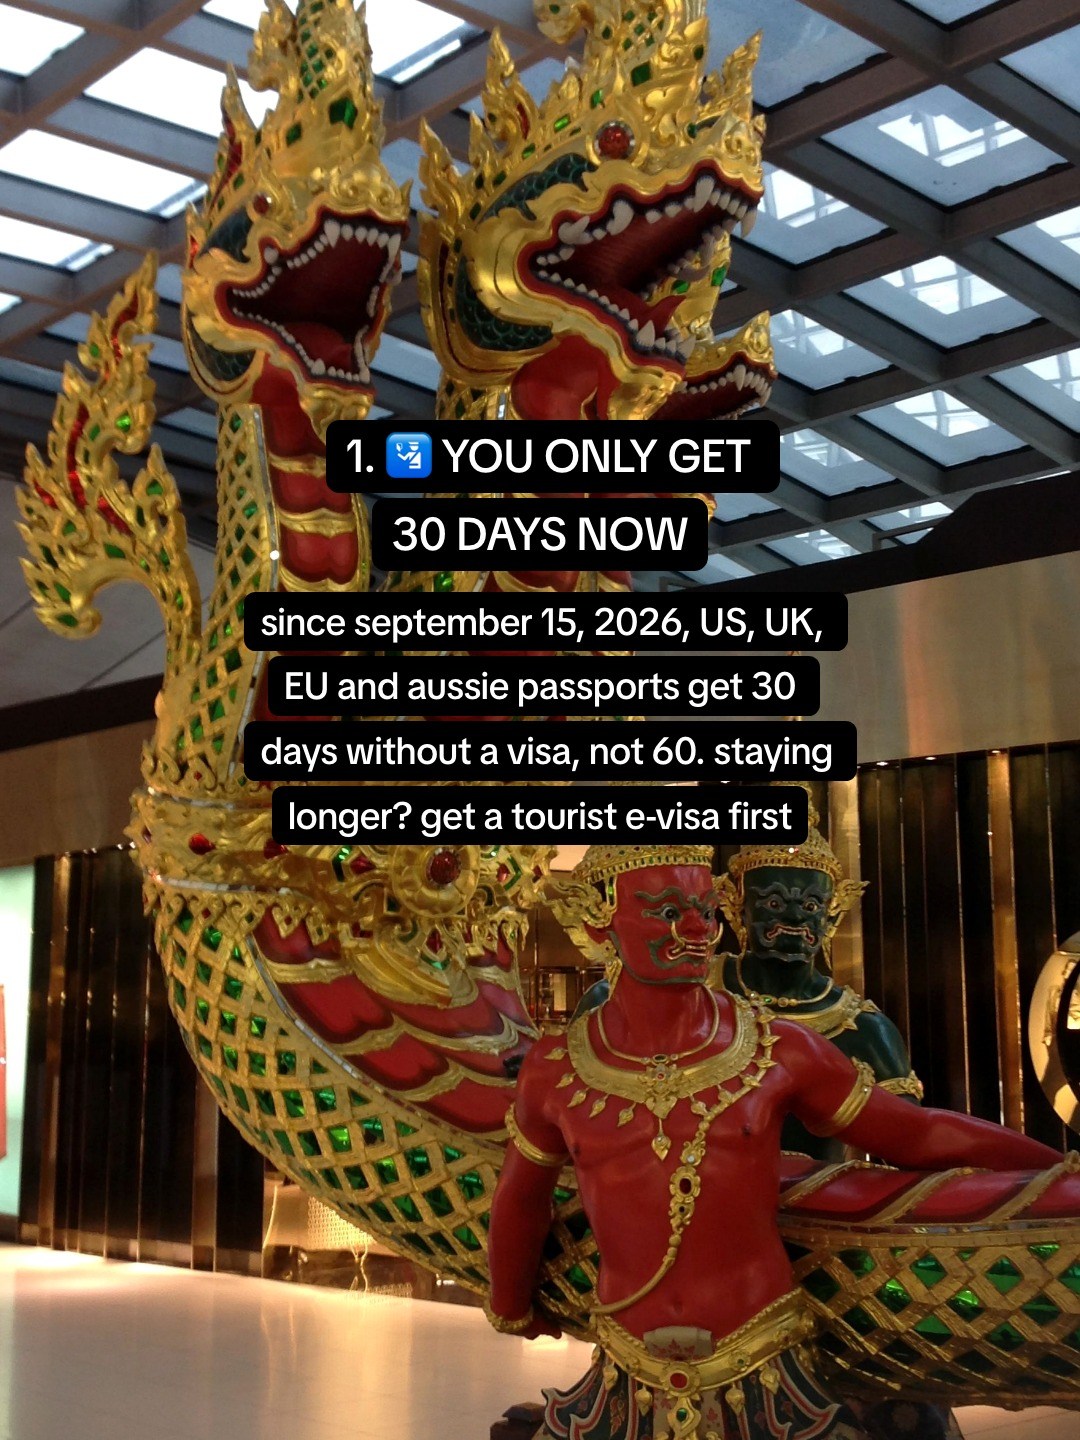 1. 🛂 YOU ONLY GET
30 DAYS NOW
since september 15, 2026, US, UK,
EU and aussie passports get 30
days without a visa, not 60. staying
longer? get a tourist e-visa first